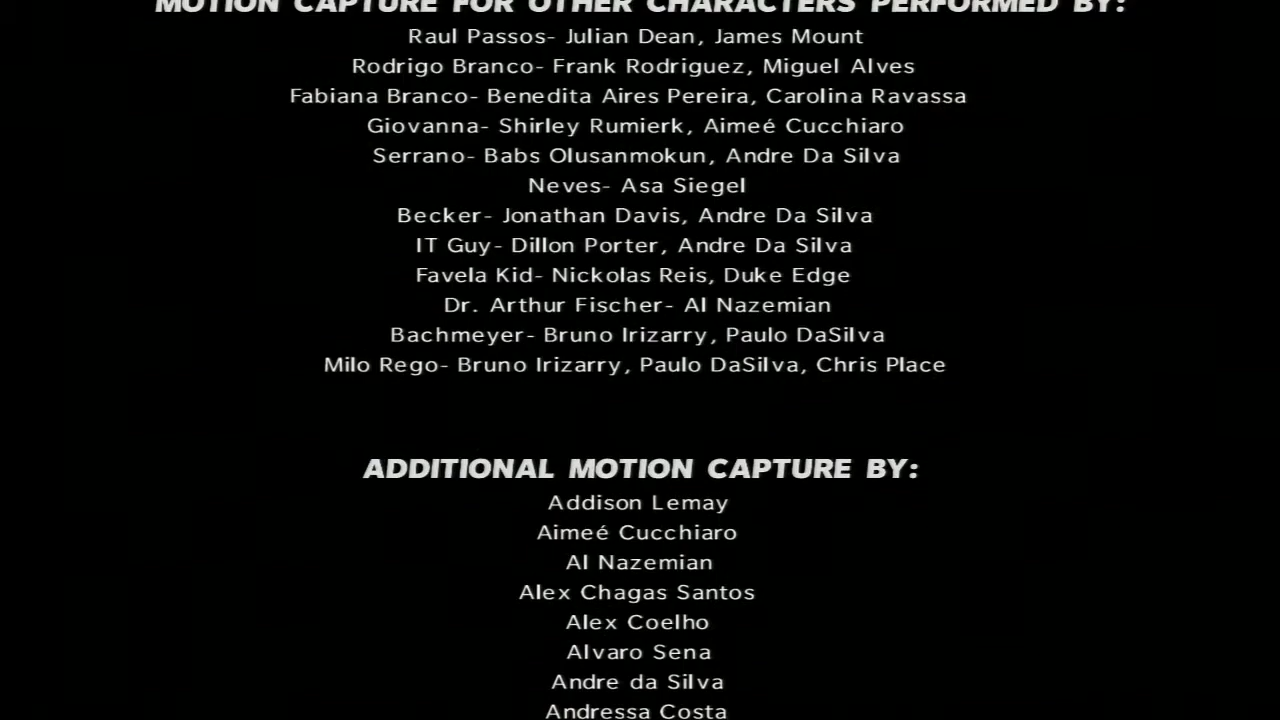 MOTION CAPTURE FOR OTHER CHARACTERS PERFORMED BY:
Raul Passos- Julian Dean, James Mount
Rodrigo Branco- Frank Rodriguez, Miguel Alves
Fabiana Branco- Benedita Aires Pereira, Carolina Ravassa
Giovanna- Shirley Rumierk, Aimeé Cucchiaro
Serrano- Babs Olusanmokun, Andre Da Silva
Neves- Asa Siegel
Becker- Jonathan Davis, Andre Da Silva
IT Guy- Dillon Porter, Andre Da Silva
Favela Kid- Nickolas Reis, Duke Edge
Dr. Arthur Fischer- Al Nazemian
Bachmeyer- Bruno Irizarry, Paulo DaSilva
Milo Rego- Bruno Irizarry, Paulo DaSilva, Chris Place
ADDITIONAL MOTION CAPTURE BY:
Addison Lemay
Aimeé Cucchiaro
Al Nazemian
Alex Chagas Santos
Alex Coelho
Alvaro Sena
Andre da Silva
Andressa Costa